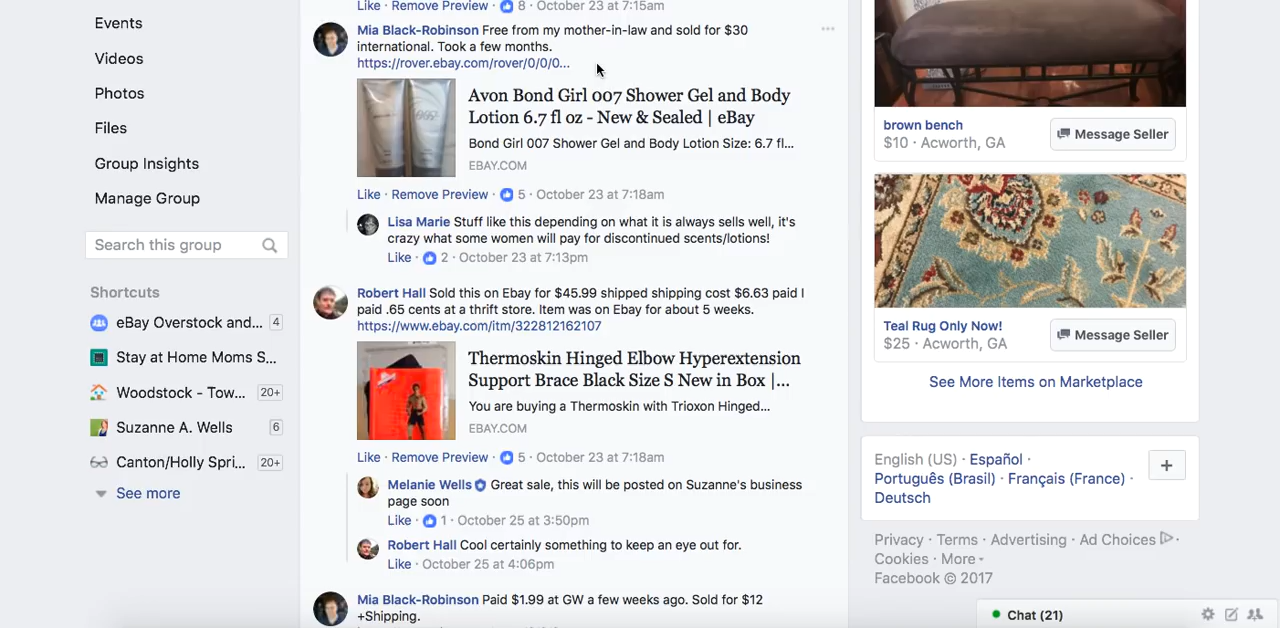 Events
Videos
Photos
Files
Group Insights
Manage Group
Search this group
Shortcuts
eBay Overstock and... 4
Stay at Home Moms S...
Woodstock - Tow... 20+
Suzanne A. Wells 6
Canton/Holly Spri... 20+
See more
Like · Remove Preview · 8 · October 23 at 7:15am
Mia Black-Robinson Free from my mother-in-law and sold for $30
international. Took a few months.
https://rover.ebay.com/rover/0/0/0...
Avon Bond Girl 007 Shower Gel and Body
Lotion 6.7 fl oz - New & Sealed | eBay
Bond Girl 007 Shower Gel and Body Lotion Size: 6.7 fl...
EBAY.COM
Like · Remove Preview · 5 · October 23 at 7:18am
Lisa Marie Stuff like this depending on what it is always sells well, it's
crazy what some women will pay for discontinued scents/lotions!
Like · 2 · October 23 at 7:13pm
Robert Hall Sold this on Ebay for $45.99 shipped shipping cost $6.63 paid I
paid .65 cents at a thrift store. Item was on Ebay for about 5 weeks.
https://www.ebay.com/itm/322812162107
Thermoskin Hinged Elbow Hyperextension
Support Brace Black Size S New in Box |...
You are buying a Thermoskin with Trioxon Hinged...
EBAY.COM
Like · Remove Preview · 5 · October 23 at 7:18am
Melanie Wells Great sale, this will be posted on Suzanne's business
page soon
Like · 1 · October 25 at 3:50pm
Robert Hall Cool certainly something to keep an eye out for.
Like · October 25 at 4:06pm
Mia Black-Robinson Paid $1.99 at GW a few weeks ago. Sold for $12
+Shipping.
brown bench
$10 · Acworth, GA
Message Seller
Teal Rug Only Now!
$25 · Acworth, GA
Message Seller
See More Items on Marketplace
English (US) · Español ·
Português (Brasil) · Français (France) ·
Deutsch
Privacy · Terms · Advertising · Ad Choices ·
Cookies · More
Facebook © 2017
Chat (21)